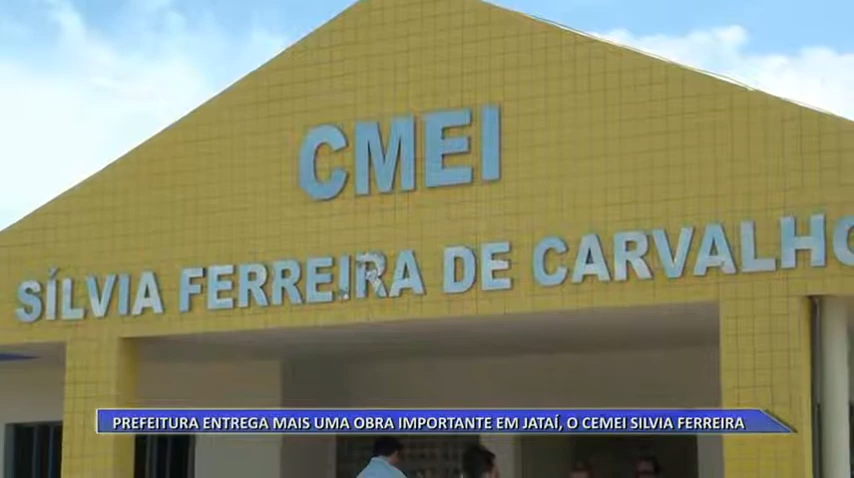 CMEI
SÍLVIA FERREIRA DE CARVALHO
PREFEITURA ENTREGA MAIS UMA OBRA IMPORTANTE EM JATAÍ, O CEMEI SILVIA FERREIRA